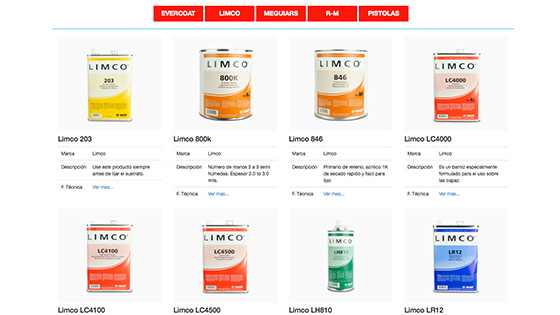 EVERCOAT LIMCO MEGUIARS R-M PISTOLAS
LIMCO 203
LIMCO 800K
LIMCO 846
LIMCO LC4000
Limco 203 Limco 800k Limco 846 Limco LC4000
Marca Limco Marca Limco Marca Limco Marca Limco
Descripción Use este producto siempre antes de lijar el sustrato.
Descripción Número de manos 2 a 3 semi húmedas. Espesor 2.0 to 3.0 mils.
Descripción Primario de relleno, acrílico 1K de secado rapido y facil para lijar.
Descripción Es un barniz especialmente formulado para el uso sobre las capaz.
F. Técnica Ver mas... F. Técnica Ver mas... F. Técnica Ver mas... F. Técnica Ver mas...
LIMCO LC4100
LIMCO LC4500
LIMCO LH810
LIMCO LR12
Limco LC4100 Limco LC4500 Limco LH810 Limco LR12